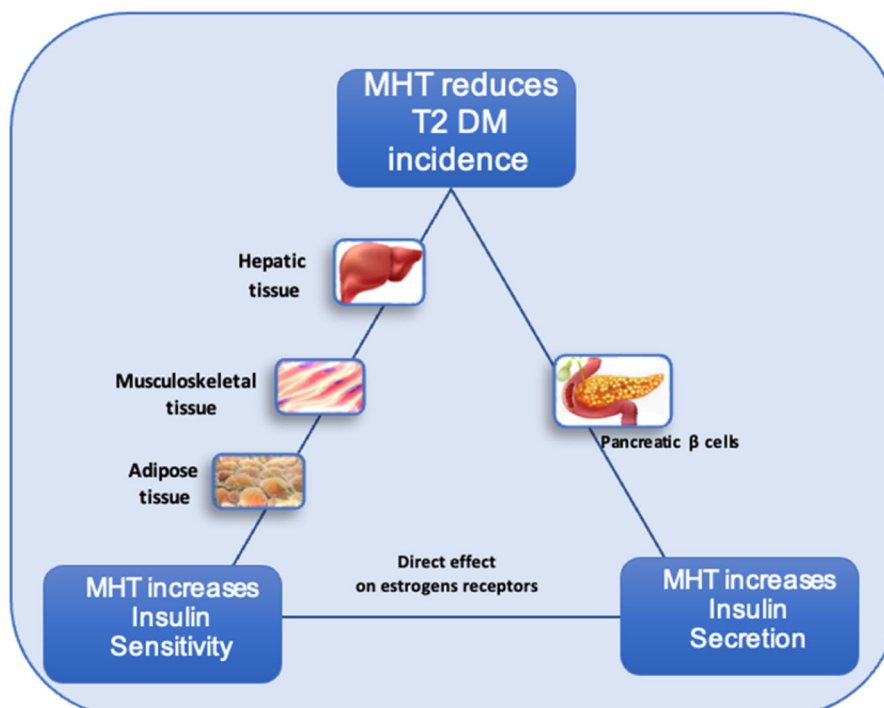 MHT reduces
T2 DM
incidence
Hepatic
tissue
Musculoskeletal
tissue
Pancreatic β cells
Adipose
tissue
Direct effect
on estrogens receptors
MHT increases
Insulin
Sensitivity
MHT increases
Insulin
Secretion